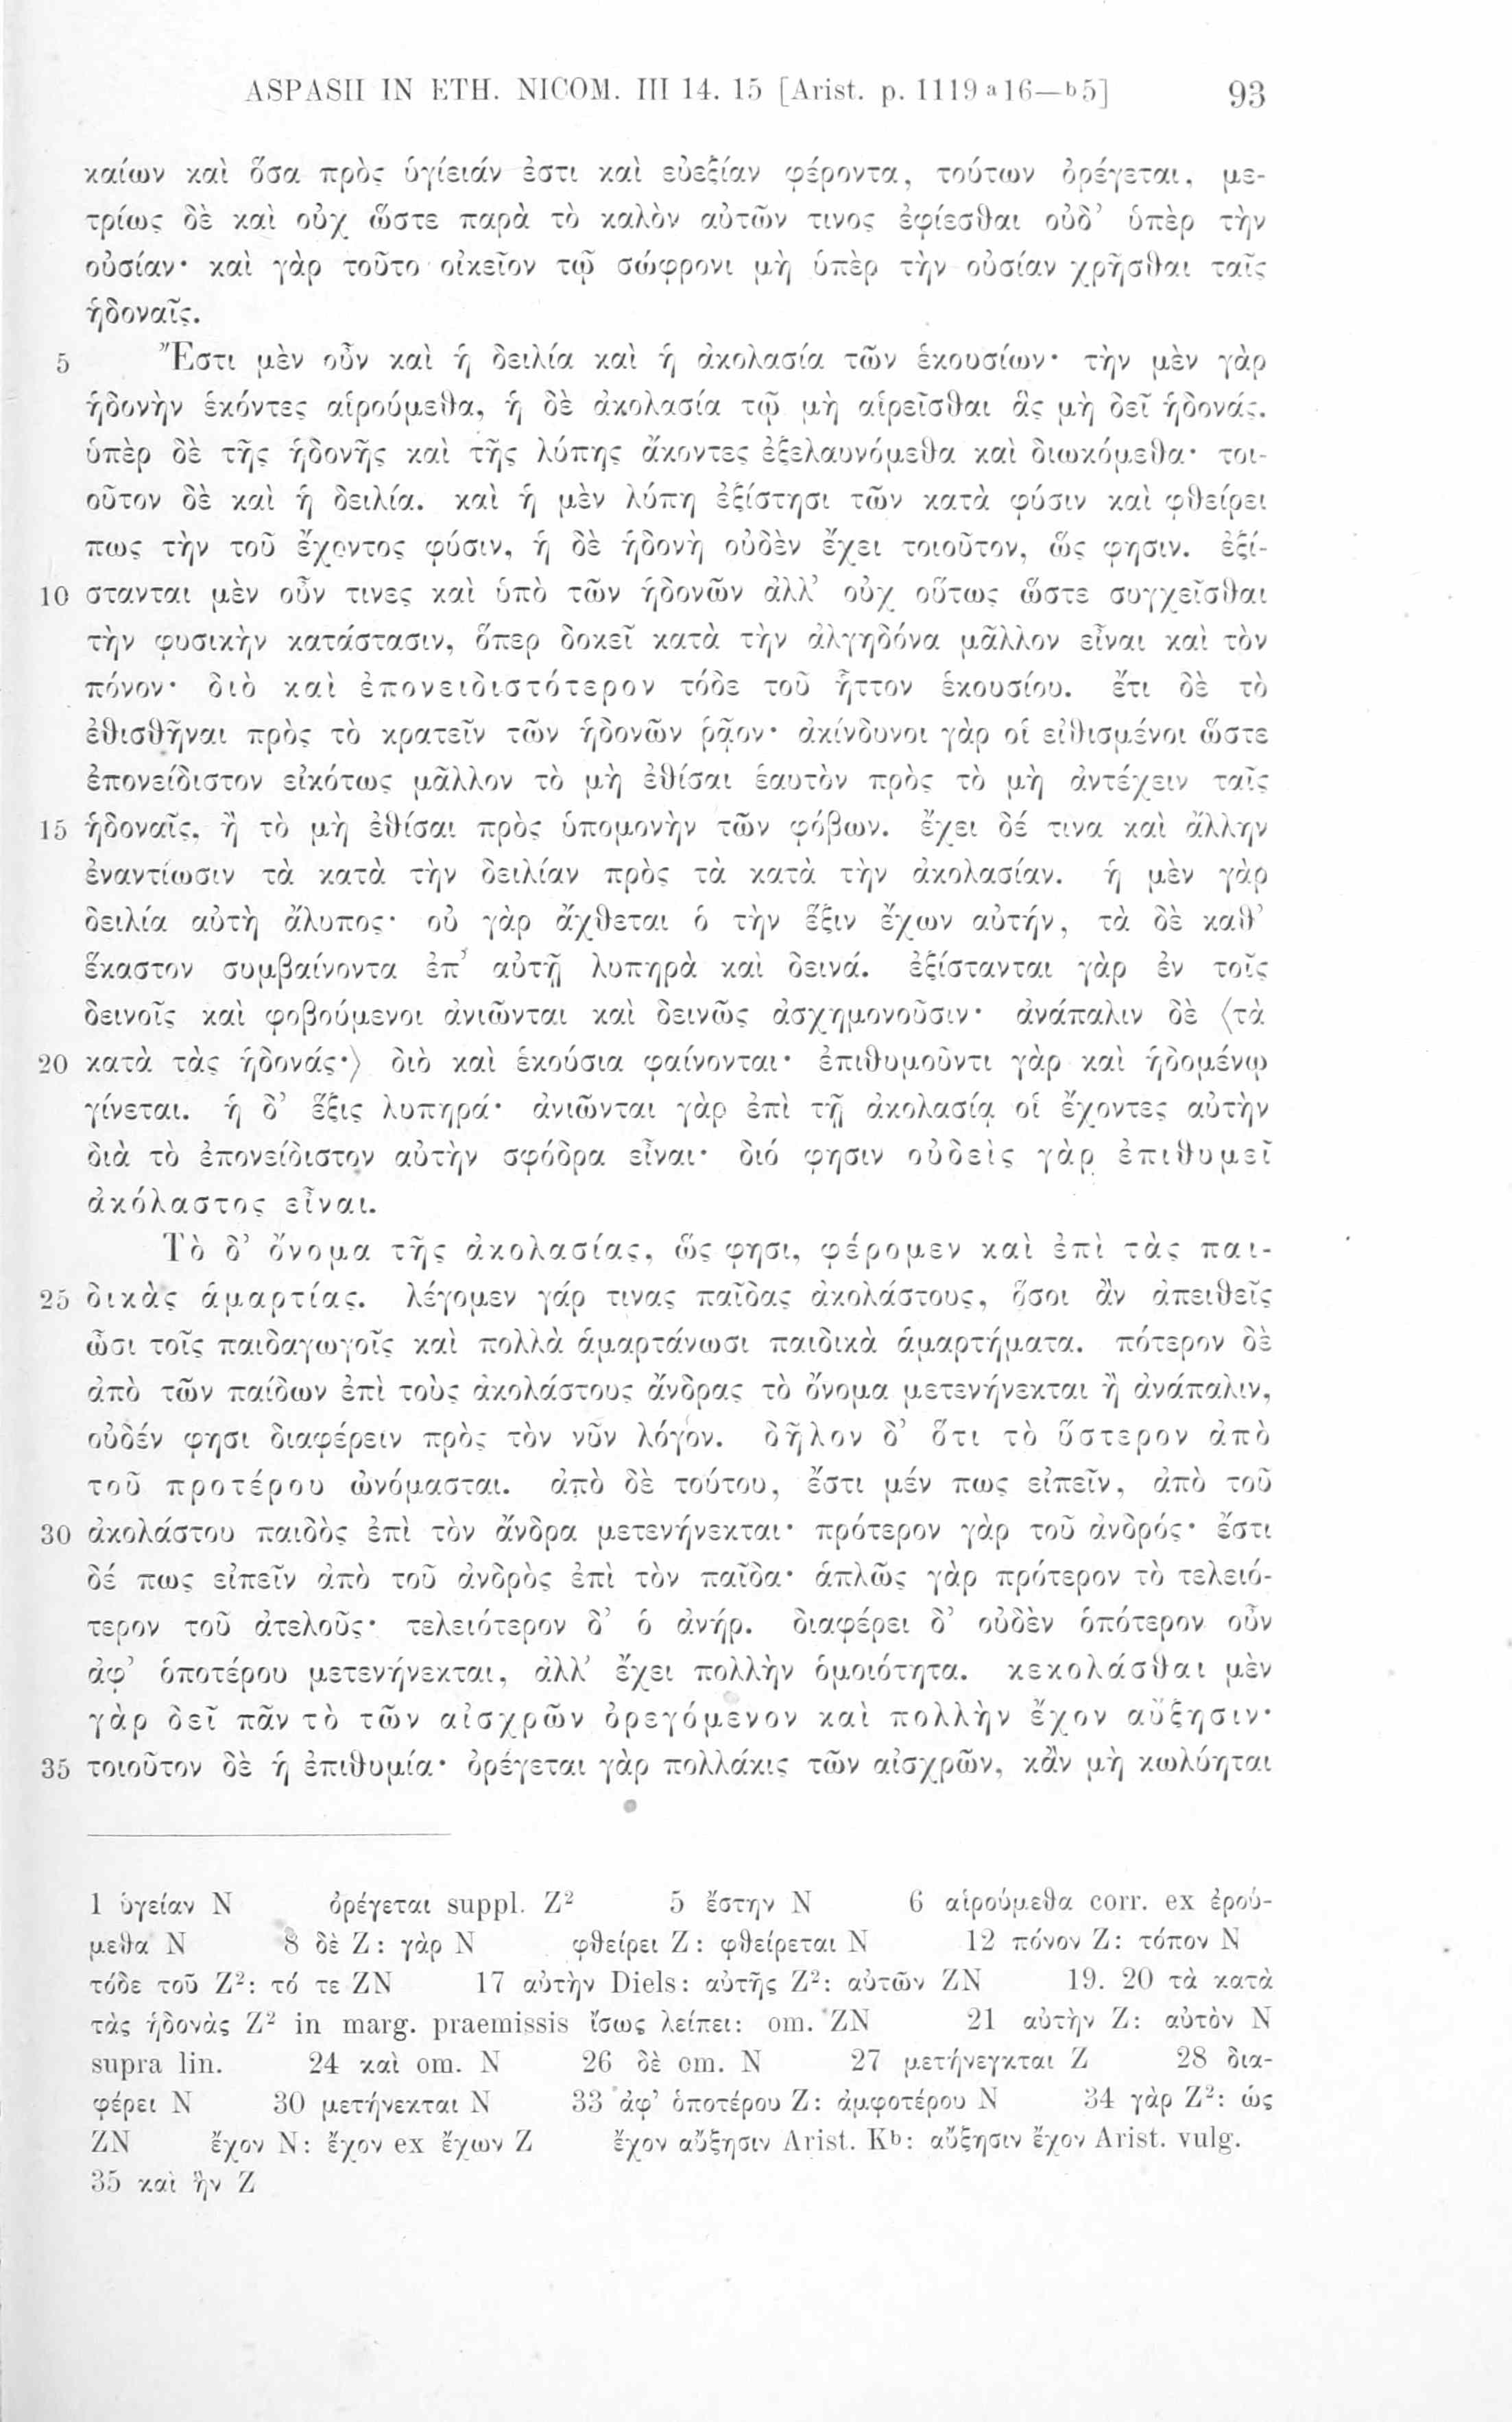 ASPASII IN ETH. NICOM. III 14. 15 [Arist. p. 1119 a 16—b 5] 93
καίων καὶ ὅσα πρὸς ὑγίειάν ἐστι καὶ εὐεξίαν φέροντα, τούτων ὀρέγεται, με-
τρίως δὲ καὶ οὐχ ὥστε παρὰ τὸ καλὸν αὐτῶν τινος ἐφίεσθαι οὐδ’ ὑπὲρ τὴν
οὐσίαν· καὶ γὰρ τοῦτο οἰκεῖον τῷ σώφρονι μὴ ὑπὲρ τὴν οὐσίαν χρῆσθαι ταῖς
ἡδοναῖς.
5 Ἔστι μὲν οὖν καὶ ἡ δειλία καὶ ἡ ἀκολασία τῶν ἑκουσίων· τὴν μὲν γὰρ
ἡδονὴν ἑκόντες αἱρούμεθα, ἡ δὲ ἀκολασία τῷ μὴ αἱρεῖσθαι ἃς μὴ δεῖ ἡδονάς.
ὑπὲρ δὲ τῆς ἡδονῆς καὶ τῆς λύπης ἄκοντες ἐξελαυνόμεθα καὶ διωκόμεθα· τοι-
οῦτον δὲ καὶ ἡ δειλία. καὶ ἡ μὲν λύπη ἐξίστησι τῶν κατὰ φύσιν καὶ φθείρει
πως τὴν τοῦ ἔχοντος φύσιν, ἡ δὲ ἡδονὴ οὐδὲν ἔχει τοιοῦτον, ὥς φησιν. ἐξί-
10 στανται μὲν οὖν τινες καὶ ὑπὸ τῶν ἡδονῶν ἀλλ’ οὐχ οὕτως ὥστε συγχεῖσθαι
τὴν φυσικὴν κατάστασιν, ὅπερ δοκεῖ κατὰ τὴν ἀλγηδόνα μᾶλλον εἶναι καὶ τὸν
πόνον· διὸ καὶ ἐπονειδιστότερον τόδε τοῦ ἧττον ἑκουσίου. ἔτι δὲ τὸ
ἐθισθῆναι πρὸς τὸ κρατεῖν τῶν ἡδονῶν ῥᾷον· ἀκίνδυνοι γὰρ οἱ εἰθισμένοι ὥστε
ἐπονείδιστον εἰκότως μᾶλλον τὸ μὴ ἐθίσαι ἑαυτὸν πρὸς τὸ μὴ ἀντέχειν ταῖς
15 ἡδοναῖς, ἢ τὸ μὴ ἐθίσαι πρὸς ὑπομονὴν τῶν φόβων. ἔχει δέ τινα καὶ ἄλλην
ἐναντίωσιν τὰ κατὰ τὴν δειλίαν πρὸς τὰ κατὰ τὴν ἀκολασίαν. ἡ μὲν γὰρ
δειλία αὐτὴ ἄλυπος· οὐ γὰρ ἄχθεται ὁ τὴν ἕξιν ἔχων αὐτήν, τὰ δὲ καθ’
ἕκαστον συμβαίνοντα ἐπ’ αὐτῇ λυπηρὰ καὶ δεινά. ἐξίστανται γὰρ ἐν τοῖς
δεινοῖς καὶ φοβούμενοι ἀνιῶνται καὶ δεινῶς ἀσχημονοῦσιν· ἀνάπαλιν δὲ ⟨τὰ
20 κατὰ τὰς ἡδονάς·⟩ διὸ καὶ ἑκούσια φαίνονται· ἐπιθυμοῦντι γὰρ καὶ ἡδομένῳ
γίνεται. ἡ δ’ ἕξις λυπηρά· ἀνιῶνται γὰρ ἐπὶ τῇ ἀκολασίᾳ οἱ ἔχοντες αὐτὴν
διὰ τὸ ἐπονείδιστον αὐτὴν σφόδρα εἶναι· διό φησιν οὐδεὶς γὰρ ἐπιθυμεῖ
ἀκόλαστος εἶναι.
Τὸ δ’ ὄνομα τῆς ἀκολασίας, ὥς φησι, φέρομεν καὶ ἐπὶ τὰς παι-
25 δικὰς ἁμαρτίας. λέγομεν γάρ τινας παῖδας ἀκολάστους, ὅσοι ἂν ἀπειθεῖς
ὦσι τοῖς παιδαγωγοῖς καὶ πολλὰ ἁμαρτάνωσι παιδικὰ ἁμαρτήματα. πότερον δὲ
ἀπὸ τῶν παίδων ἐπὶ τοὺς ἀκολάστους ἄνδρας τὸ ὄνομα μετενήνεκται ἢ ἀνάπαλιν,
οὐδέν φησι διαφέρειν πρὸς τὸν νῦν λόγον. δῆλον δ’ ὅτι τὸ ὕστερον ἀπὸ
τοῦ προτέρου ὠνόμασται. ἀπὸ δὲ τούτου, ἔστι μέν πως εἰπεῖν, ἀπὸ τοῦ
30 ἀκολάστου παιδὸς ἐπὶ τὸν ἄνδρα μετενήνεκται· πρότερον γὰρ τοῦ ἀνδρός· ἔστι
δέ πως εἰπεῖν ἀπὸ τοῦ ἀνδρὸς ἐπὶ τὸν παῖδα· ἁπλῶς γὰρ πρότερον τὸ τελειό-
τερον τοῦ ἀτελοῦς· τελειότερον δ’ ὁ ἀνήρ. διαφέρει δ’ οὐδὲν ὁπότερον οὖν
ἀφ’ ὁποτέρου μετενήνεκται, ἀλλ’ ἔχει πολλὴν ὁμοιότητα. κεκολάσθαι μὲν
γὰρ δεῖ πᾶν τὸ τῶν αἰσχρῶν ὀρεγόμενον καὶ πολλὴν ἔχον αὔξησιν·
35 τοιοῦτον δὲ ἡ ἐπιθυμία· ὀρέγεται γὰρ πολλάκις τῶν αἰσχρῶν, κἂν μὴ κωλύηται
1 ὑγείαν N ὀρέγεται suppl. Z² 5 ἔστην N 6 αἱρούμεθα corr. ex ἐρού-
μεθα N 8 δὲ Z: γὰρ N φθείρει Z: φθείρεται N 12 πόνον Z: τόπον N
τόδε τοῦ Z²: τό τε ZN 17 αὐτὴν Diels: αὐτῆς Z²: αὐτῶν ZN 19. 20 τὰ κατὰ
τὰς ἡδονὰς Z² in marg. praemissis ἴσως λείπει: om. ZN 21 αὐτὴν Z: αὐτὸν N
supra lin. 24 καὶ om. N 26 δὲ om. N 27 μετήνεγκται Z 28 δια-
φέρει N 30 μετήνεκται N 33 ἀφ’ ὁποτέρου Z: ἀμφοτέρου N 34 γὰρ Z²: ὡς
ZN ἔχον N: ἔχον ex ἔχων Z ἔχον αὔξησιν Arist. Kᵇ: αὔξησιν ἔχον Arist. vulg.
35 καὶ ἣν Z